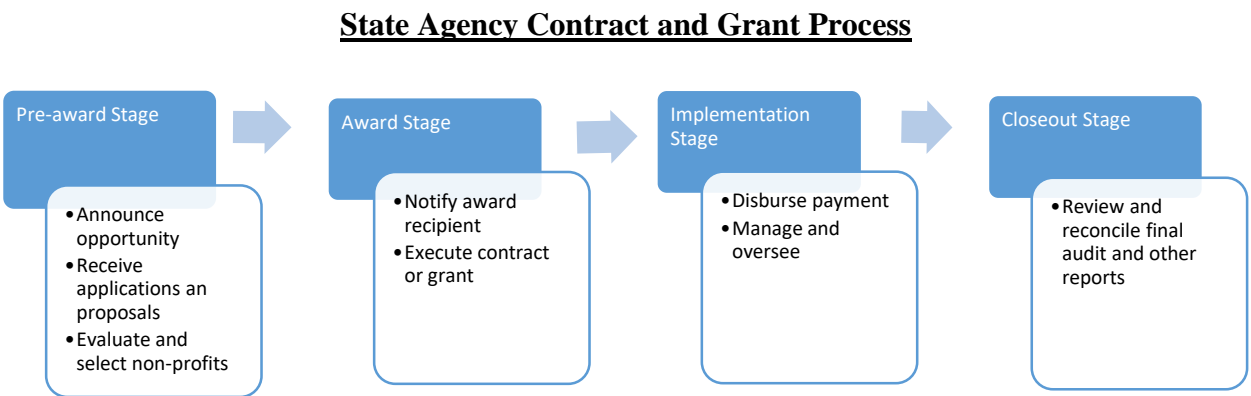 State Agency Contract and Grant Process
Pre-award Stage
•Announce
opportunity
•Receive
applications an
proposals
•Evaluate and
select non-profits
Award Stage
•Notify award
recipient
•Execute contract
or grant
Implementation
Stage
•Disburse payment
•Manage and
oversee
Closeout Stage
•Review and
reconcile final
audit and other
reports